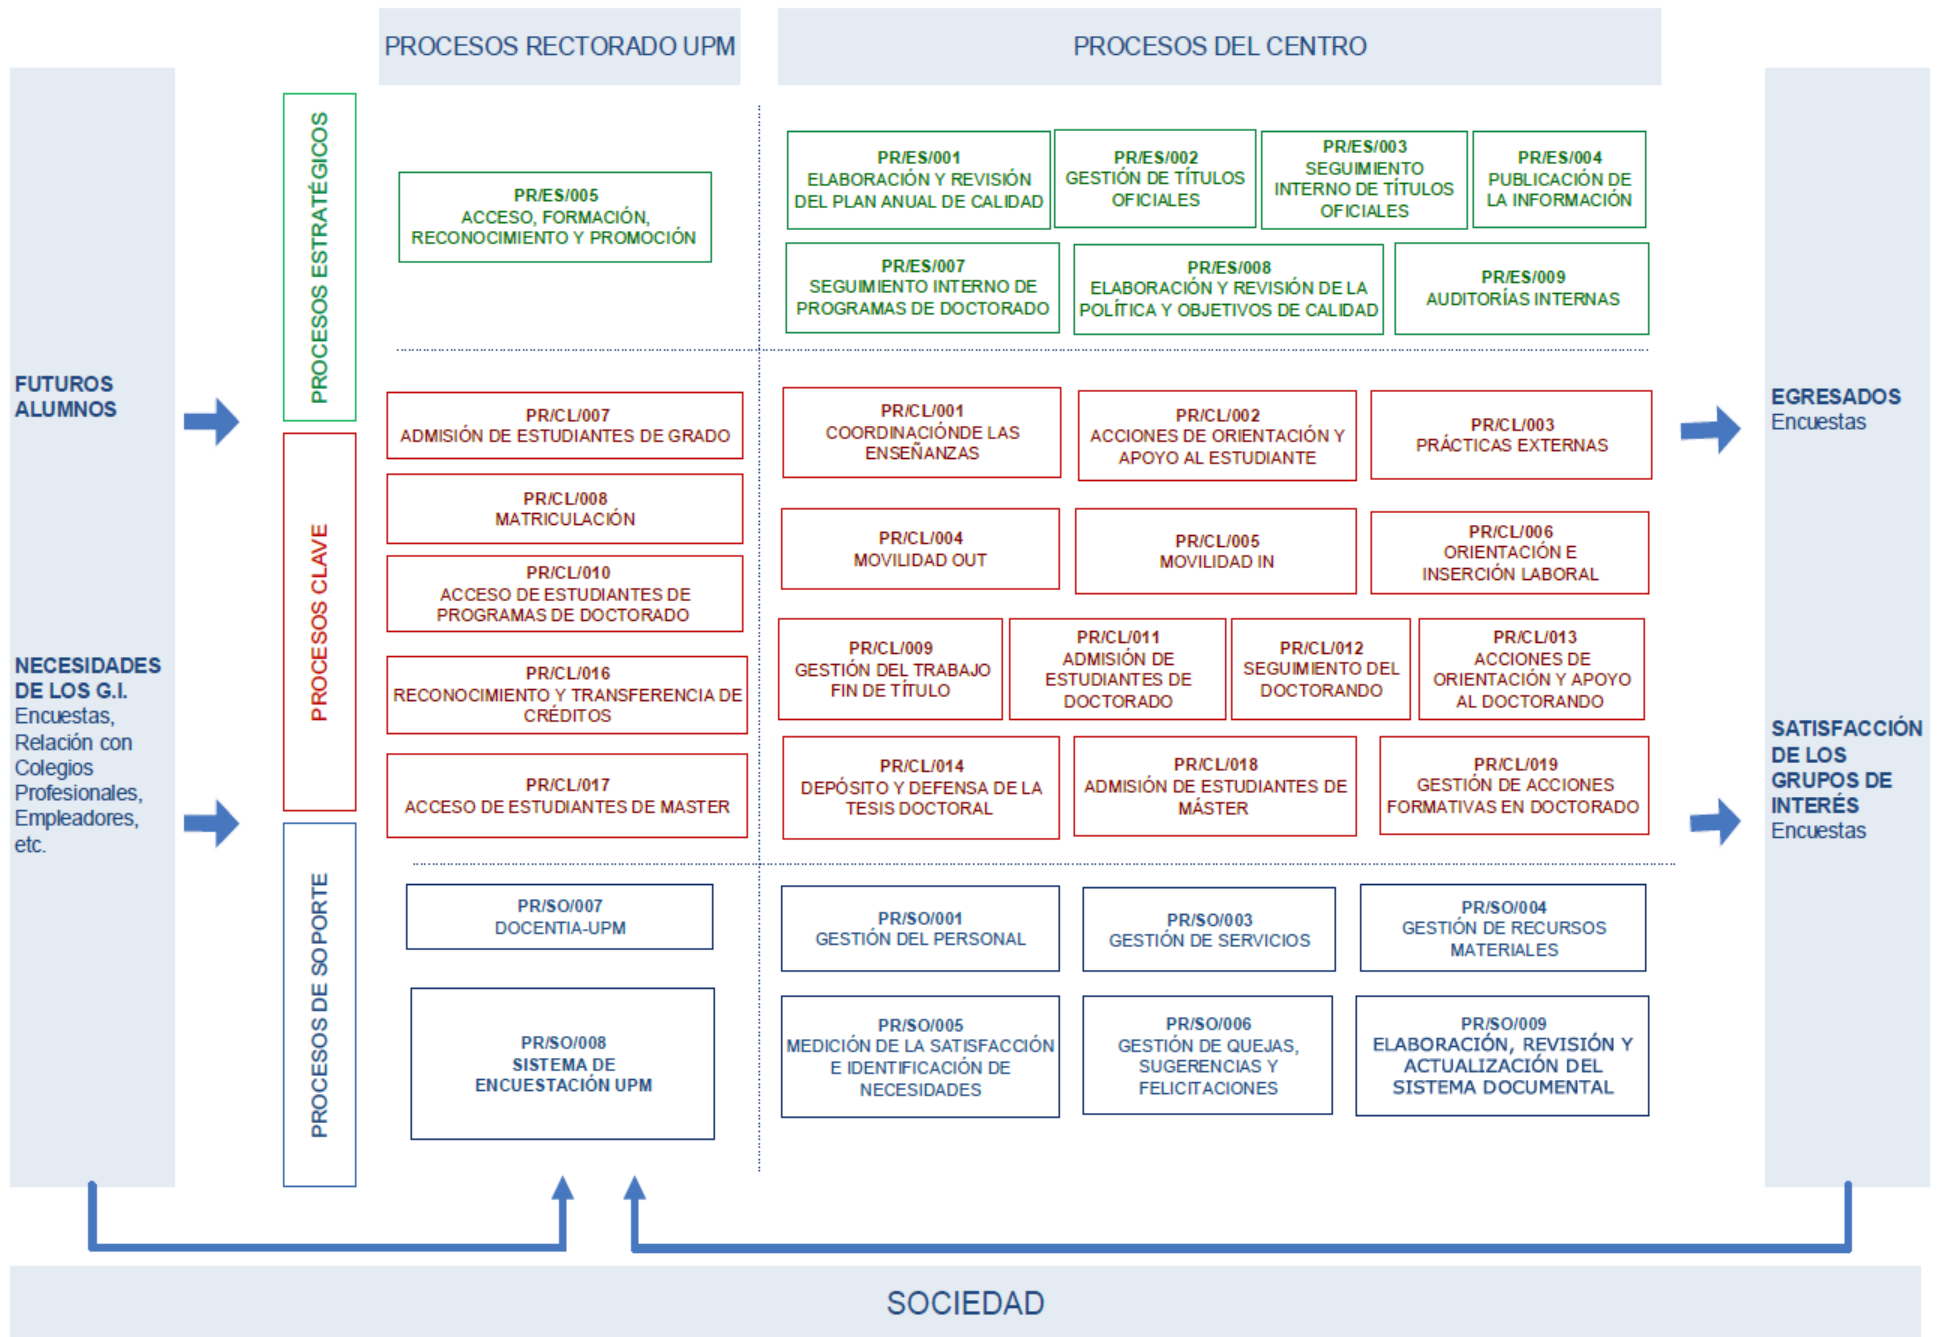 PROCESOS RECTORADO UPM
PROCESOS DEL CENTRO
FUTUROS
ALUMNOS
NECESIDADES
DE LOS G.I.
Encuestas,
Relación con
Colegios
Profesionales,
Empleadores,
etc.
PROCESOS ESTRATÉGICOS
PR/ES/005
ACCESO, FORMACIÓN,
RECONOCIMIENTO Y PROMOCIÓN
PR/ES/001
ELABORACIÓN Y REVISIÓN
DEL PLAN ANUAL DE CALIDAD
PR/ES/002
GESTIÓN DE TÍTULOS
OFICIALES
PR/ES/003
SEGUIMIENTO
INTERNO DE TÍTULOS
OFICIALES
PR/ES/004
PUBLICACIÓN DE
LA INFORMACIÓN
PR/ES/007
SEGUIMIENTO INTERNO DE
PROGRAMAS DE DOCTORADO
PR/ES/008
ELABORACIÓN Y REVISIÓN DE LA
POLÍTICA Y OBJETIVOS DE CALIDAD
PR/ES/009
AUDITORÍAS INTERNAS
PROCESOS CLAVE
PR/CL/007
ADMISIÓN DE ESTUDIANTES DE GRADO
PR/CL/008
MATRICULACIÓN
PR/CL/010
ACCESO DE ESTUDIANTES DE
PROGRAMAS DE DOCTORADO
PR/CL/016
RECONOCIMIENTO Y TRANSFERENCIA DE
CRÉDITOS
PR/CL/017
ACCESO DE ESTUDIANTES DE MASTER
PR/CL/001
COORDINACIÓNDE LAS
ENSEÑANZAS
PR/CL/002
ACCIONES DE ORIENTACIÓN Y
APOYO AL ESTUDIANTE
PR/CL/003
PRÁCTICAS EXTERNAS
PR/CL/004
MOVILIDAD OUT
PR/CL/005
MOVILIDAD IN
PR/CL/006
ORIENTACIÓN E
INSERCIÓN LABORAL
PR/CL/009
GESTIÓN DEL TRABAJO
FIN DE TÍTULO
PR/CL/011
ADMISIÓN DE
ESTUDIANTES DE
DOCTORADO
PR/CL/012
SEGUIMIENTO DEL
DOCTORANDO
PR/CL/013
ACCIONES DE
ORIENTACIÓN Y APOYO
AL DOCTORANDO
PR/CL/014
DEPÓSITO Y DEFENSA DE LA
TESIS DOCTORAL
PR/CL/018
ADMISIÓN DE ESTUDIANTES DE
MÁSTER
PR/CL/019
GESTIÓN DE ACCIONES
FORMATIVAS EN DOCTORADO
PROCESOS DE SOPORTE
PR/SO/007
DOCENTIA-UPM
PR/SO/008
SISTEMA DE
ENCUESTACIÓN UPM
PR/SO/001
GESTIÓN DEL PERSONAL
PR/SO/003
GESTIÓN DE SERVICIOS
PR/SO/004
GESTIÓN DE RECURSOS
MATERIALES
PR/SO/005
MEDICIÓN DE LA SATISFACCIÓN
E IDENTIFICACIÓN DE
NECESIDADES
PR/SO/006
GESTIÓN DE QUEJAS,
SUGERENCIAS Y
FELICITACIONES
PR/SO/009
ELABORACIÓN, REVISIÓN Y
ACTUALIZACIÓN DEL
SISTEMA DOCUMENTAL
EGRESADOS
Encuestas
SATISFACCIÓN
DE LOS
GRUPOS DE
INTERÉS
Encuestas
SOCIEDAD